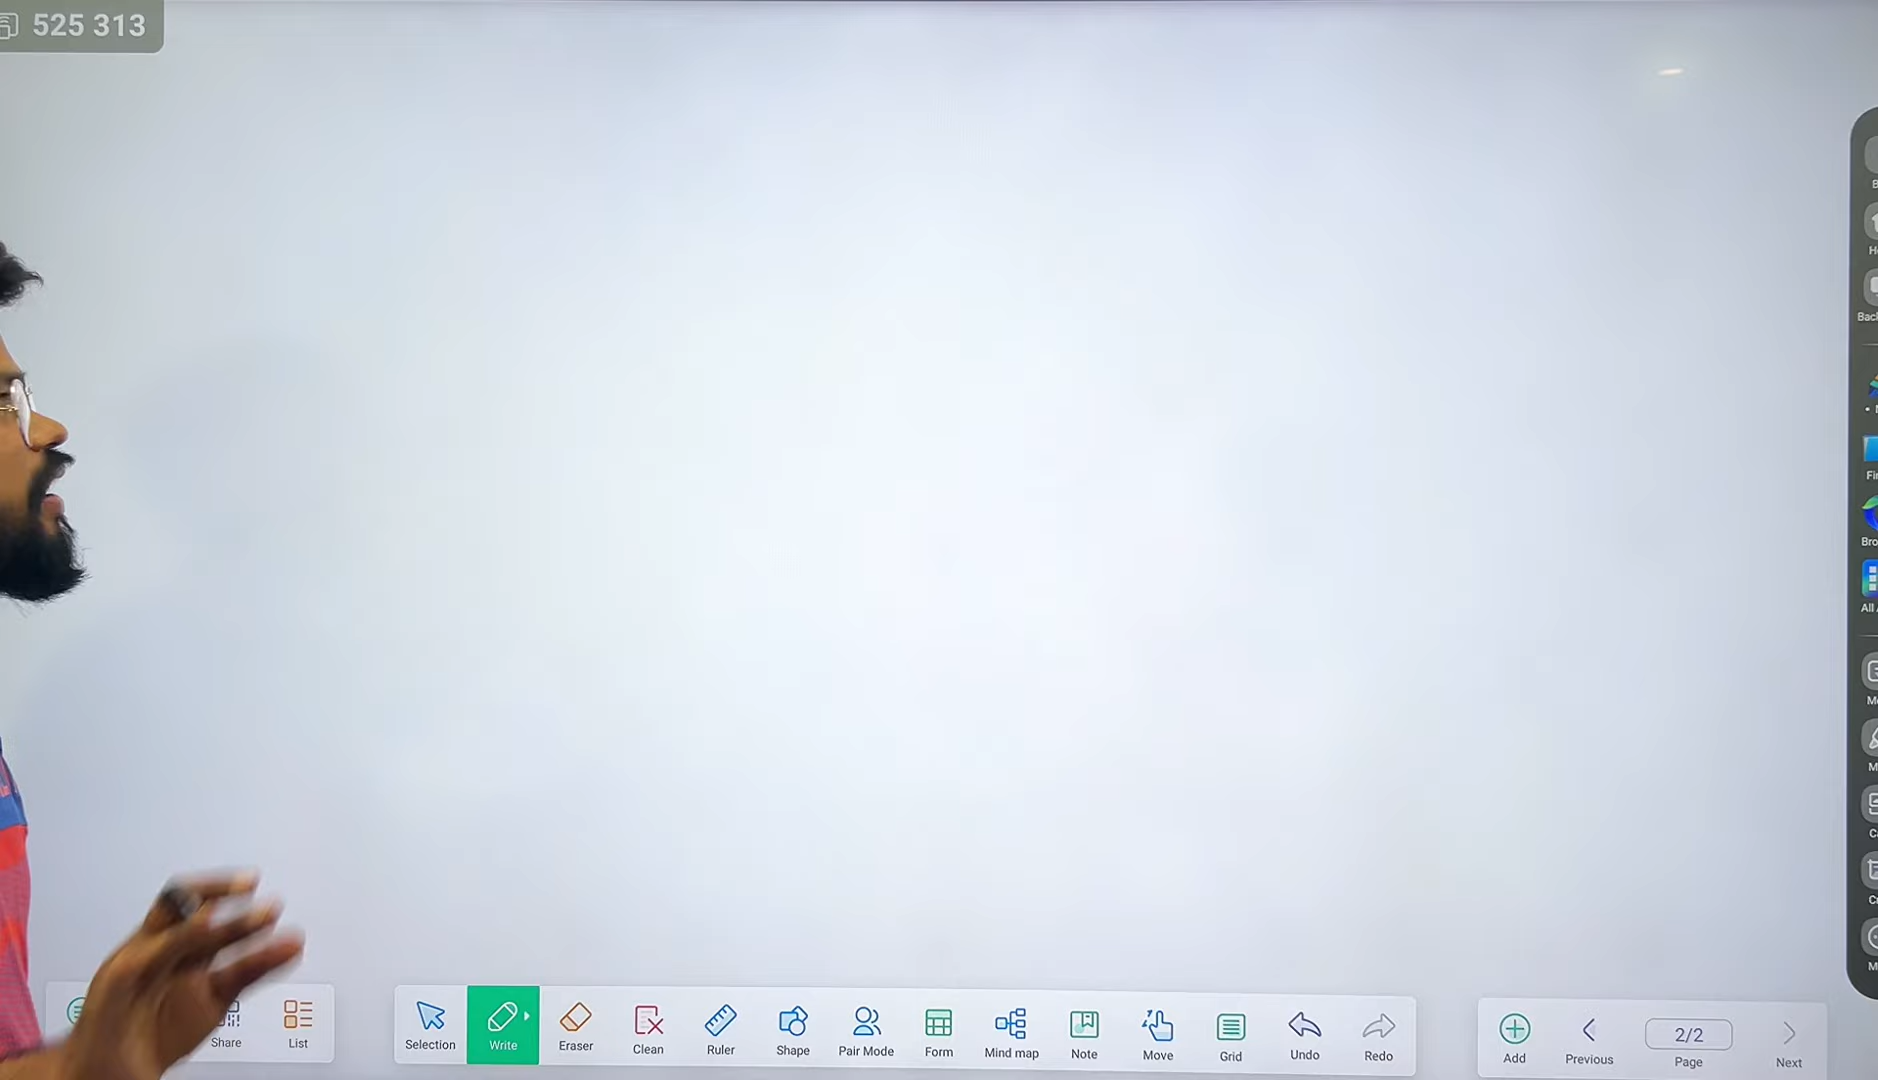 525 313
Share
List
Selection
Write
Eraser
Clean
Ruler
Shape
Pair Mode
Form
Mind map
Note
Move
Grid
Undo
Redo
Add
Previous
2/2
Page
Next
All